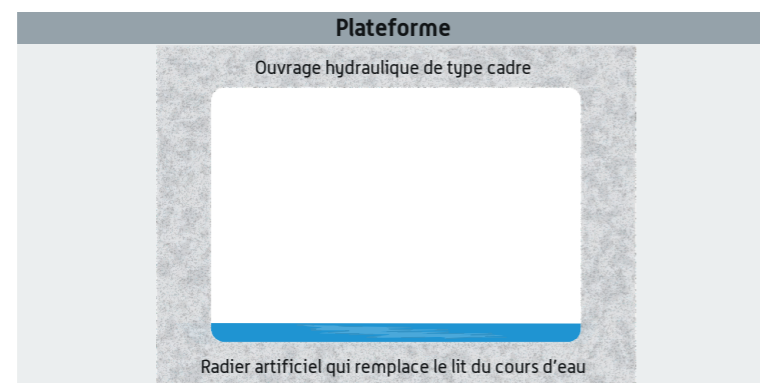 Plateforme
Ouvrage hydraulique de type cadre
Radier artificiel qui remplace le lit du cours d'eau